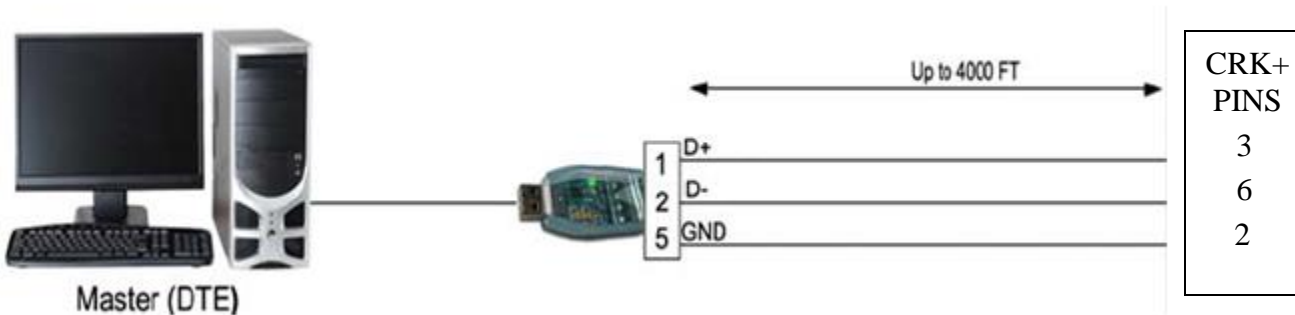 Up to 4000 FT
CRK+
PINS
1 D+ 3
2 D- 6
5 GND 2
Master (DTE)